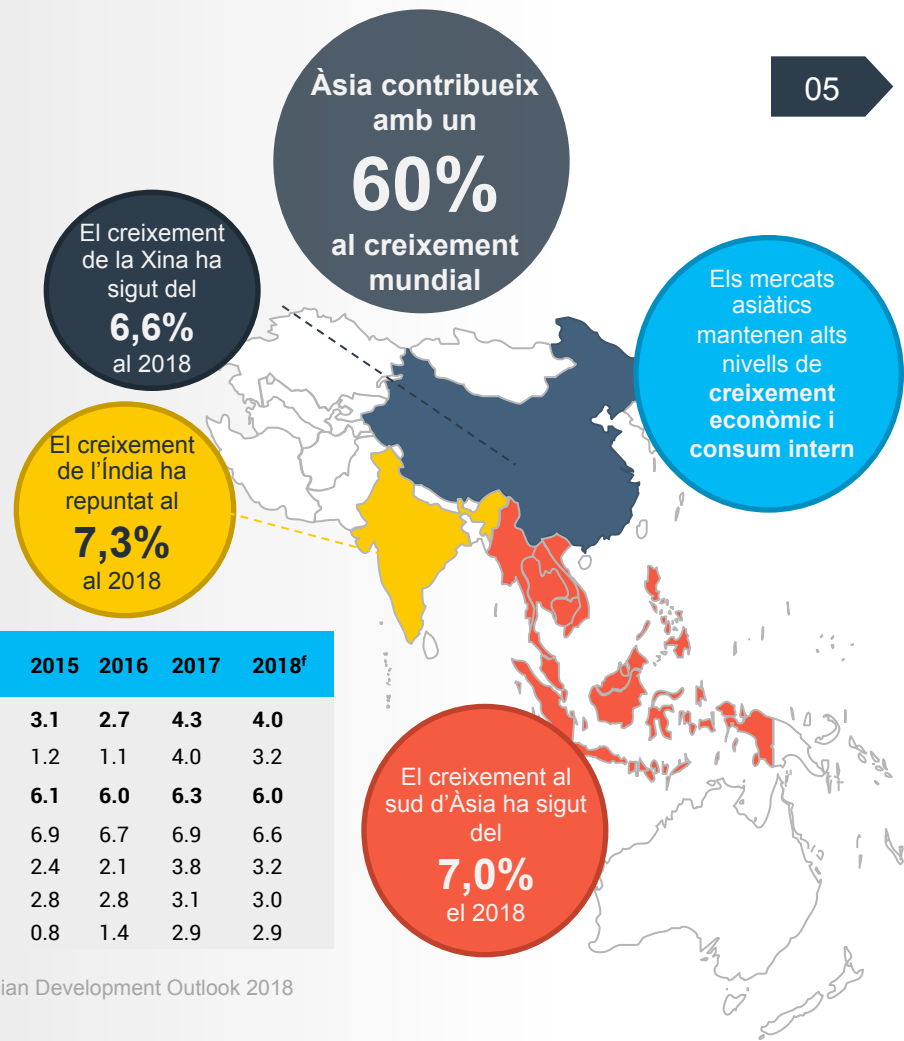 05
Àsia contribueix
amb un
60%
al creixement
mundial
El creixement
de la Xina ha
sigut del
6,6%
al 2018
Els mercats
asiàtics
mantenen alts
nivells de
creixement
econòmic i
consum intern
El creixement
de l’Índia ha
repuntat al
7,3%
al 2018
2015 2016 2017 2018f
3.1 2.7 4.3 4.0
1.2 1.1 4.0 3.2
6.1 6.0 6.3 6.0
6.9 6.7 6.9 6.6
2.4 2.1 3.8 3.2
2.8 2.8 3.1 3.0
0.8 1.4 2.9 2.9
El creixement al
sud d’Àsia ha sigut
del
7,0%
el 2018
Development Outlook 2018